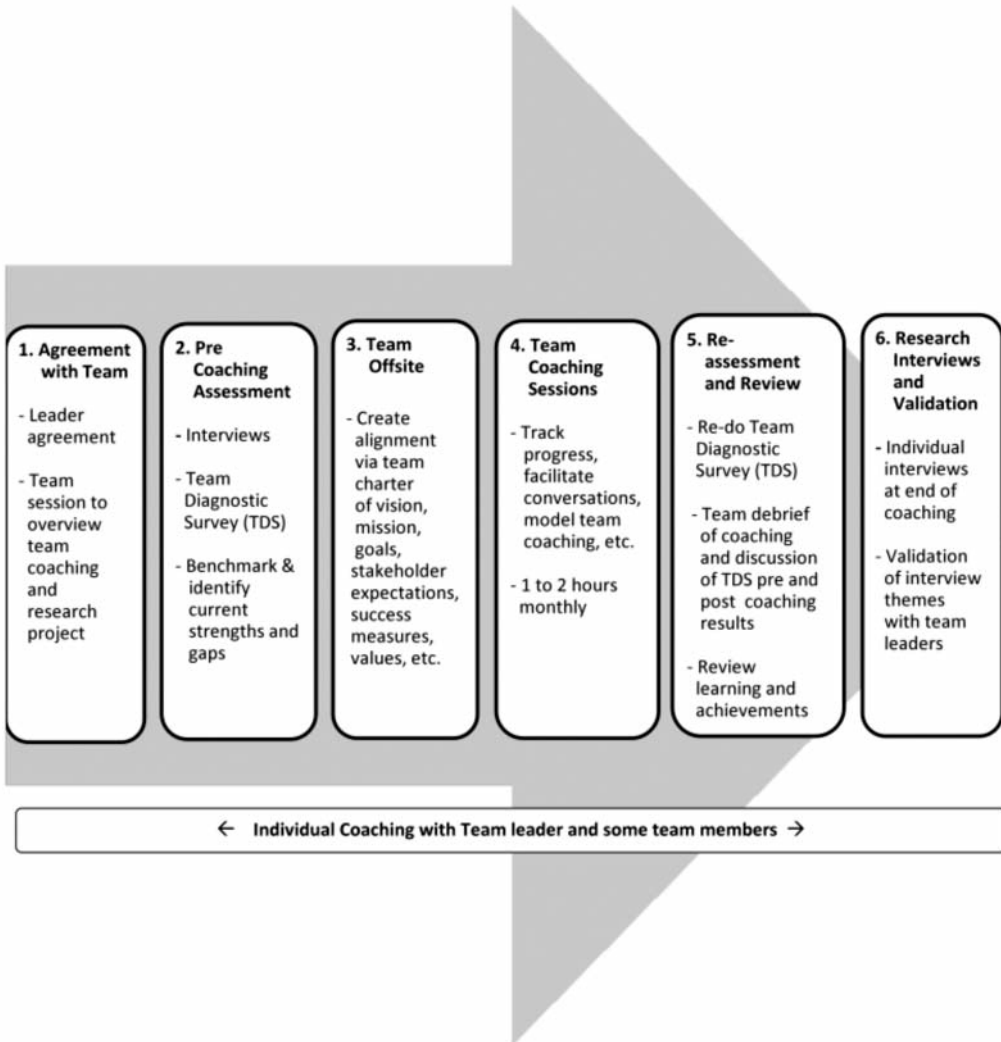 1. Agreement
with Team
- Leader
agreement
- Team
session to
overview
team
coaching
and
research
project
2. Pre
Coaching
Assessment
- Interviews
- Team
Diagnostic
Survey (TDS)
- Benchmark &
identify
current
strengths and
gaps
3. Team
Offsite
- Create
alignment
via team
charter
of vision,
mission,
goals,
stakeholder
expectations,
success
measures,
values, etc.
4. Team
Coaching
Sessions
- Track
progress,
facilitate
conversations,
model team
coaching, etc.
- 1 to 2 hours
monthly
5. Re-
assessment
and Review
- Re-do Team
Diagnostic
Survey (TDS)
- Team debrief
of coaching
and discussion
of TDS pre and
post coaching
results
- Review
learning and
achievements
6. Research
Interviews
and
Validation
- Individual
interviews
at end of
coaching
- Validation
of interview
themes
with team
leaders
← Individual Coaching with Team leader and some team members →